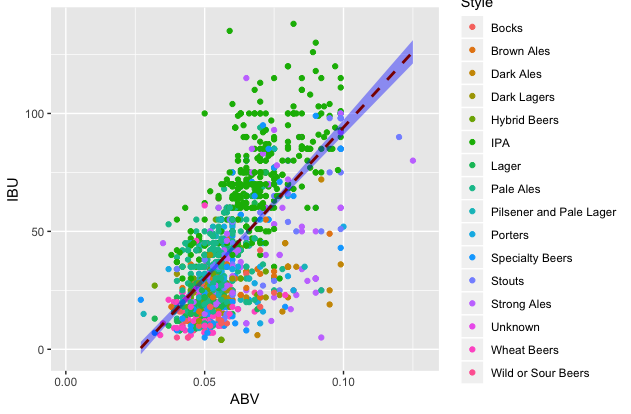 Style
Bocks
Brown Ales
Dark Ales
Dark Lagers
Hybrid Beers
IPA
Lager
Pale Ales
Pilsener and Pale Lager
Porters
Specialty Beers
Stouts
Strong Ales
Unknown
Wheat Beers
Wild or Sour Beers
IBU
100
50
0
0.00 0.05 0.10
ABV